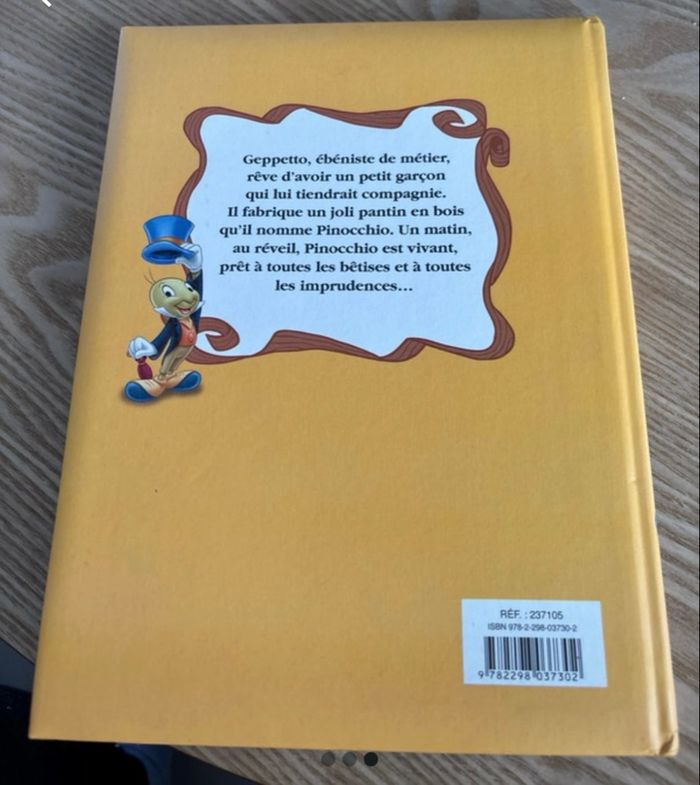 Geppetto, ébéniste de métier,
rêve d'avoir un petit garçon
qui lui tiendrait compagnie.
Il fabrique un joli pantin en bois
qu'il nomme Pinocchio. Un matin,
au réveil, Pinocchio est vivant,
prêt à toutes les bêtises et à toutes
les imprudences...
RÉF. : 237105
ISBN 978-2-298-03730-2
9 782298 037302